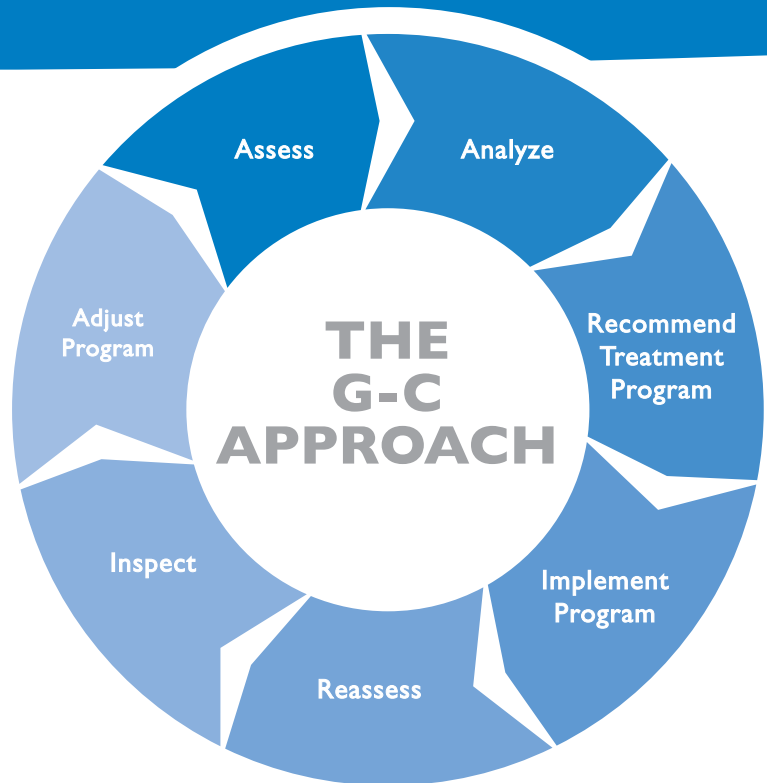 THE
G-C
APPROACH
Assess
Analyze
Recommend
Treatment
Program
Implement
Program
Reassess
Inspect
Adjust
Program